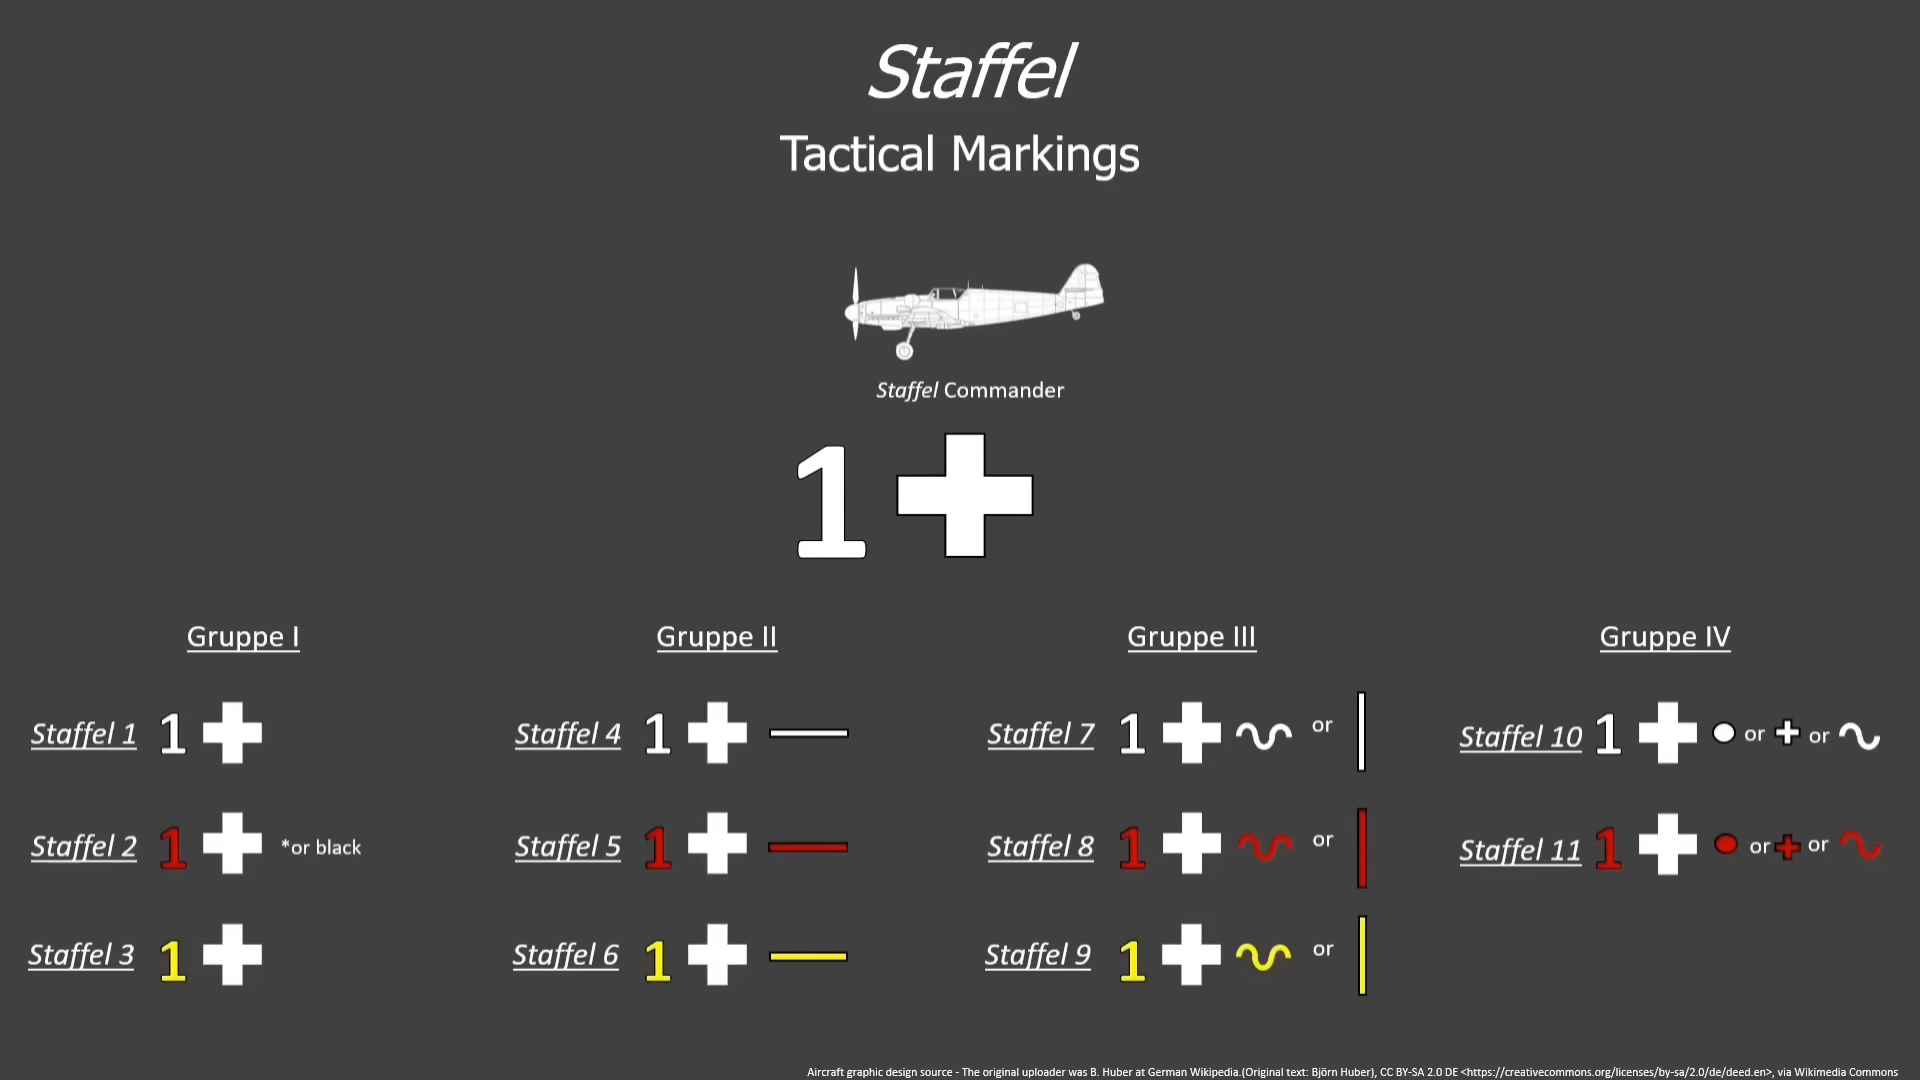 Staffel
Tactical Markings
Staffel Commander
1
Gruppe I
Gruppe II
Gruppe III
Gruppe IV
Staffel 1 1
Staffel 4 1
Staffel 7 1 or
Staffel 10 1 or or
Staffel 2 1 *or black
Staffel 5 1
Staffel 8 1 or
Staffel 11 1 or or
Staffel 3 1
Staffel 6 1
Staffel 9 1 or
Aircraft graphic design source - The original uploader was B. Huber at German Wikipedia.(Original text: Björn Huber), CC BY-SA 2.0 DE <https://creativecommons.org/licenses/by-sa/2.0/de/deed.en>, via Wikimedia Commons